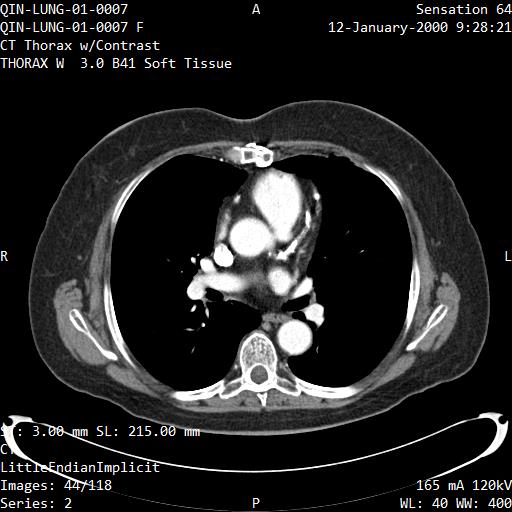 QIN-LUNG-01-0007
A
Sensation 64
QIN-LUNG-01-0007 F
12-January-2000 9:28:21
CT Thorax w/Contrast
THORAX W 3.0 B41 Soft Tissue
R
L
3.00 mm SL: 215.00 mm
LittleEndianImplicit
Images: 44/118
165 mA 120kV
Series: 2
P
WL: 40 WW: 400